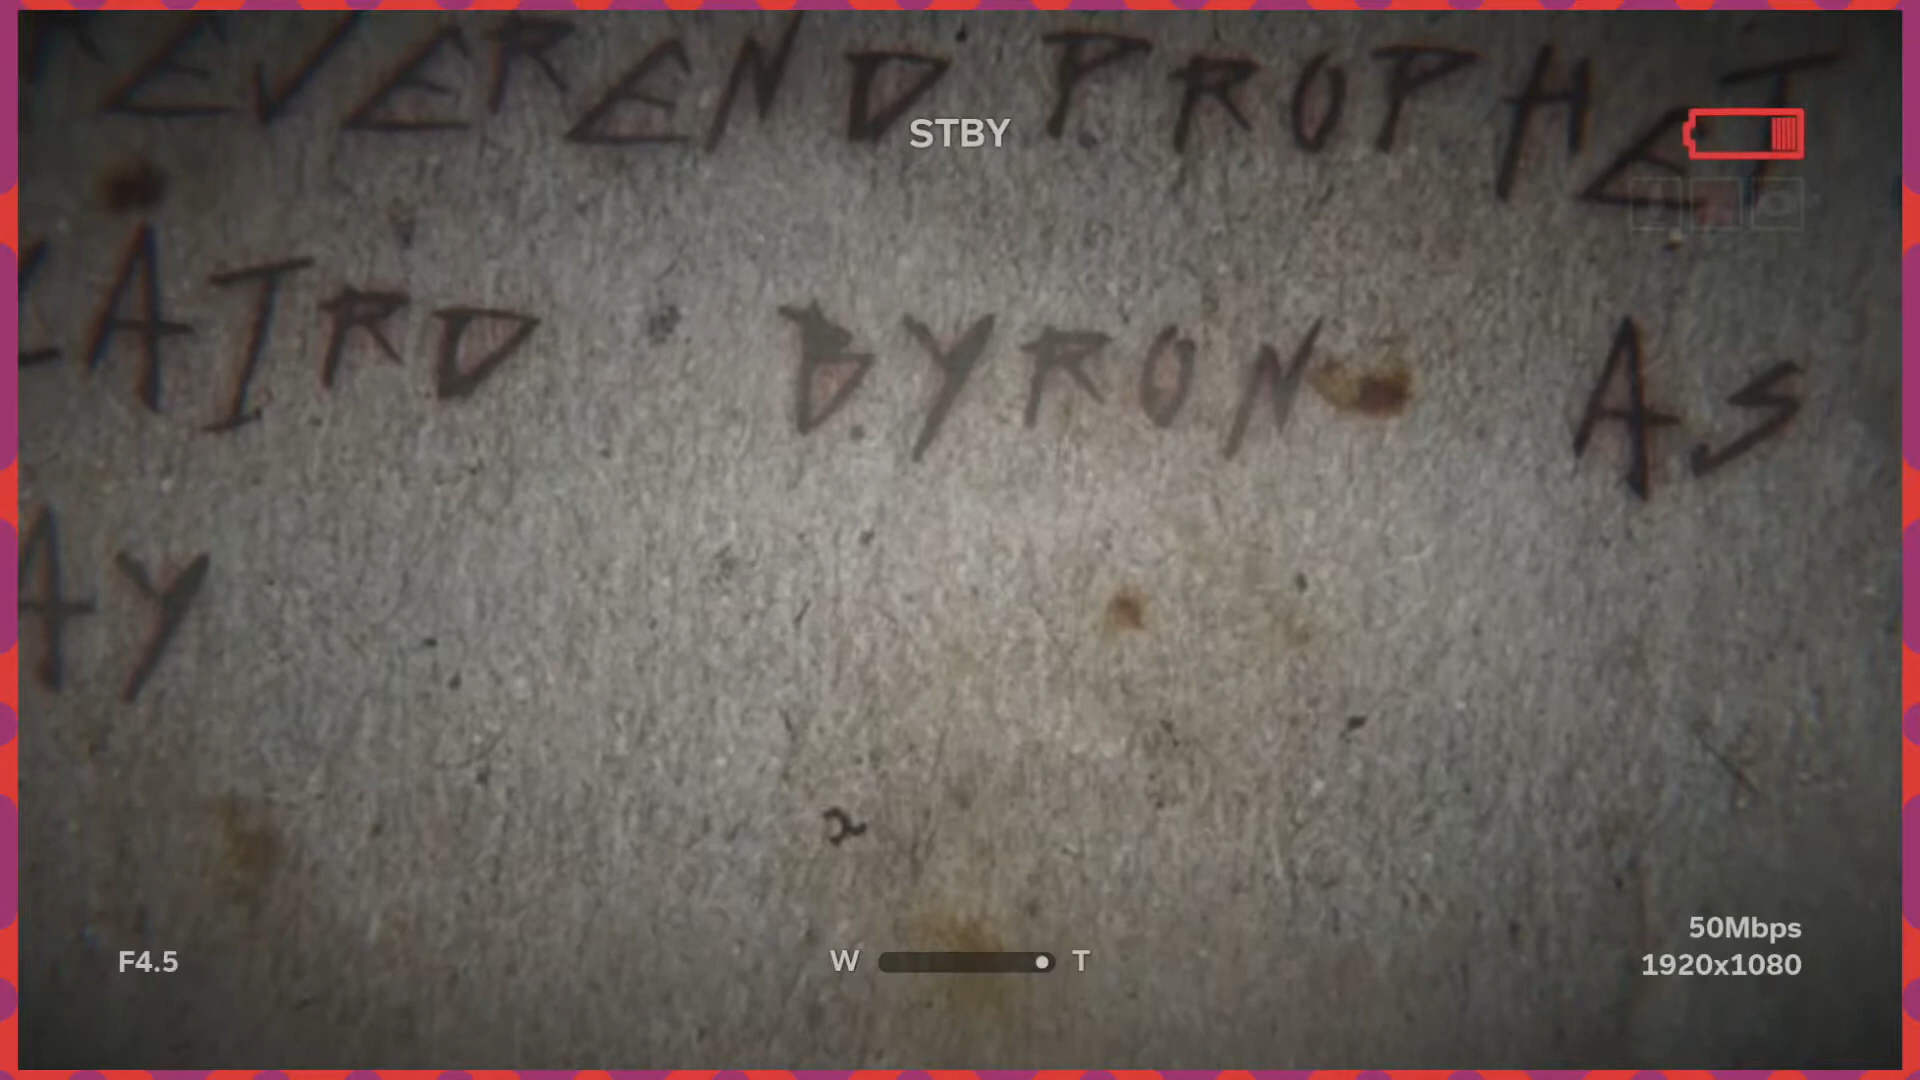 REVEREND PROPHET
STBY
LAIRD BYRON AS
AY
F4.5
W T
50Mbps
1920x1080